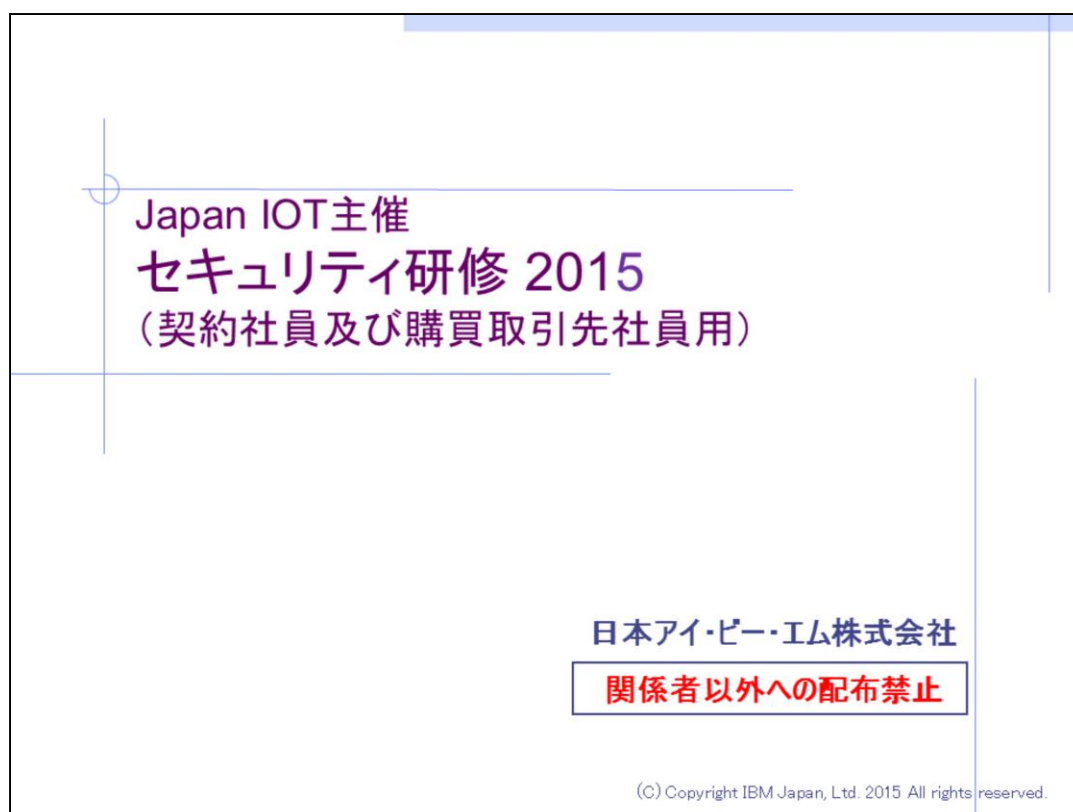 Japan IOT主催
セキュリティ研修 2015
（契約社員及び購買取引先社員用）
日本アイ・ビー・エム株式会社
関係者以外への配布禁止
(C) Copyright IBM Japan, Ltd. 2015 All rights reserved.